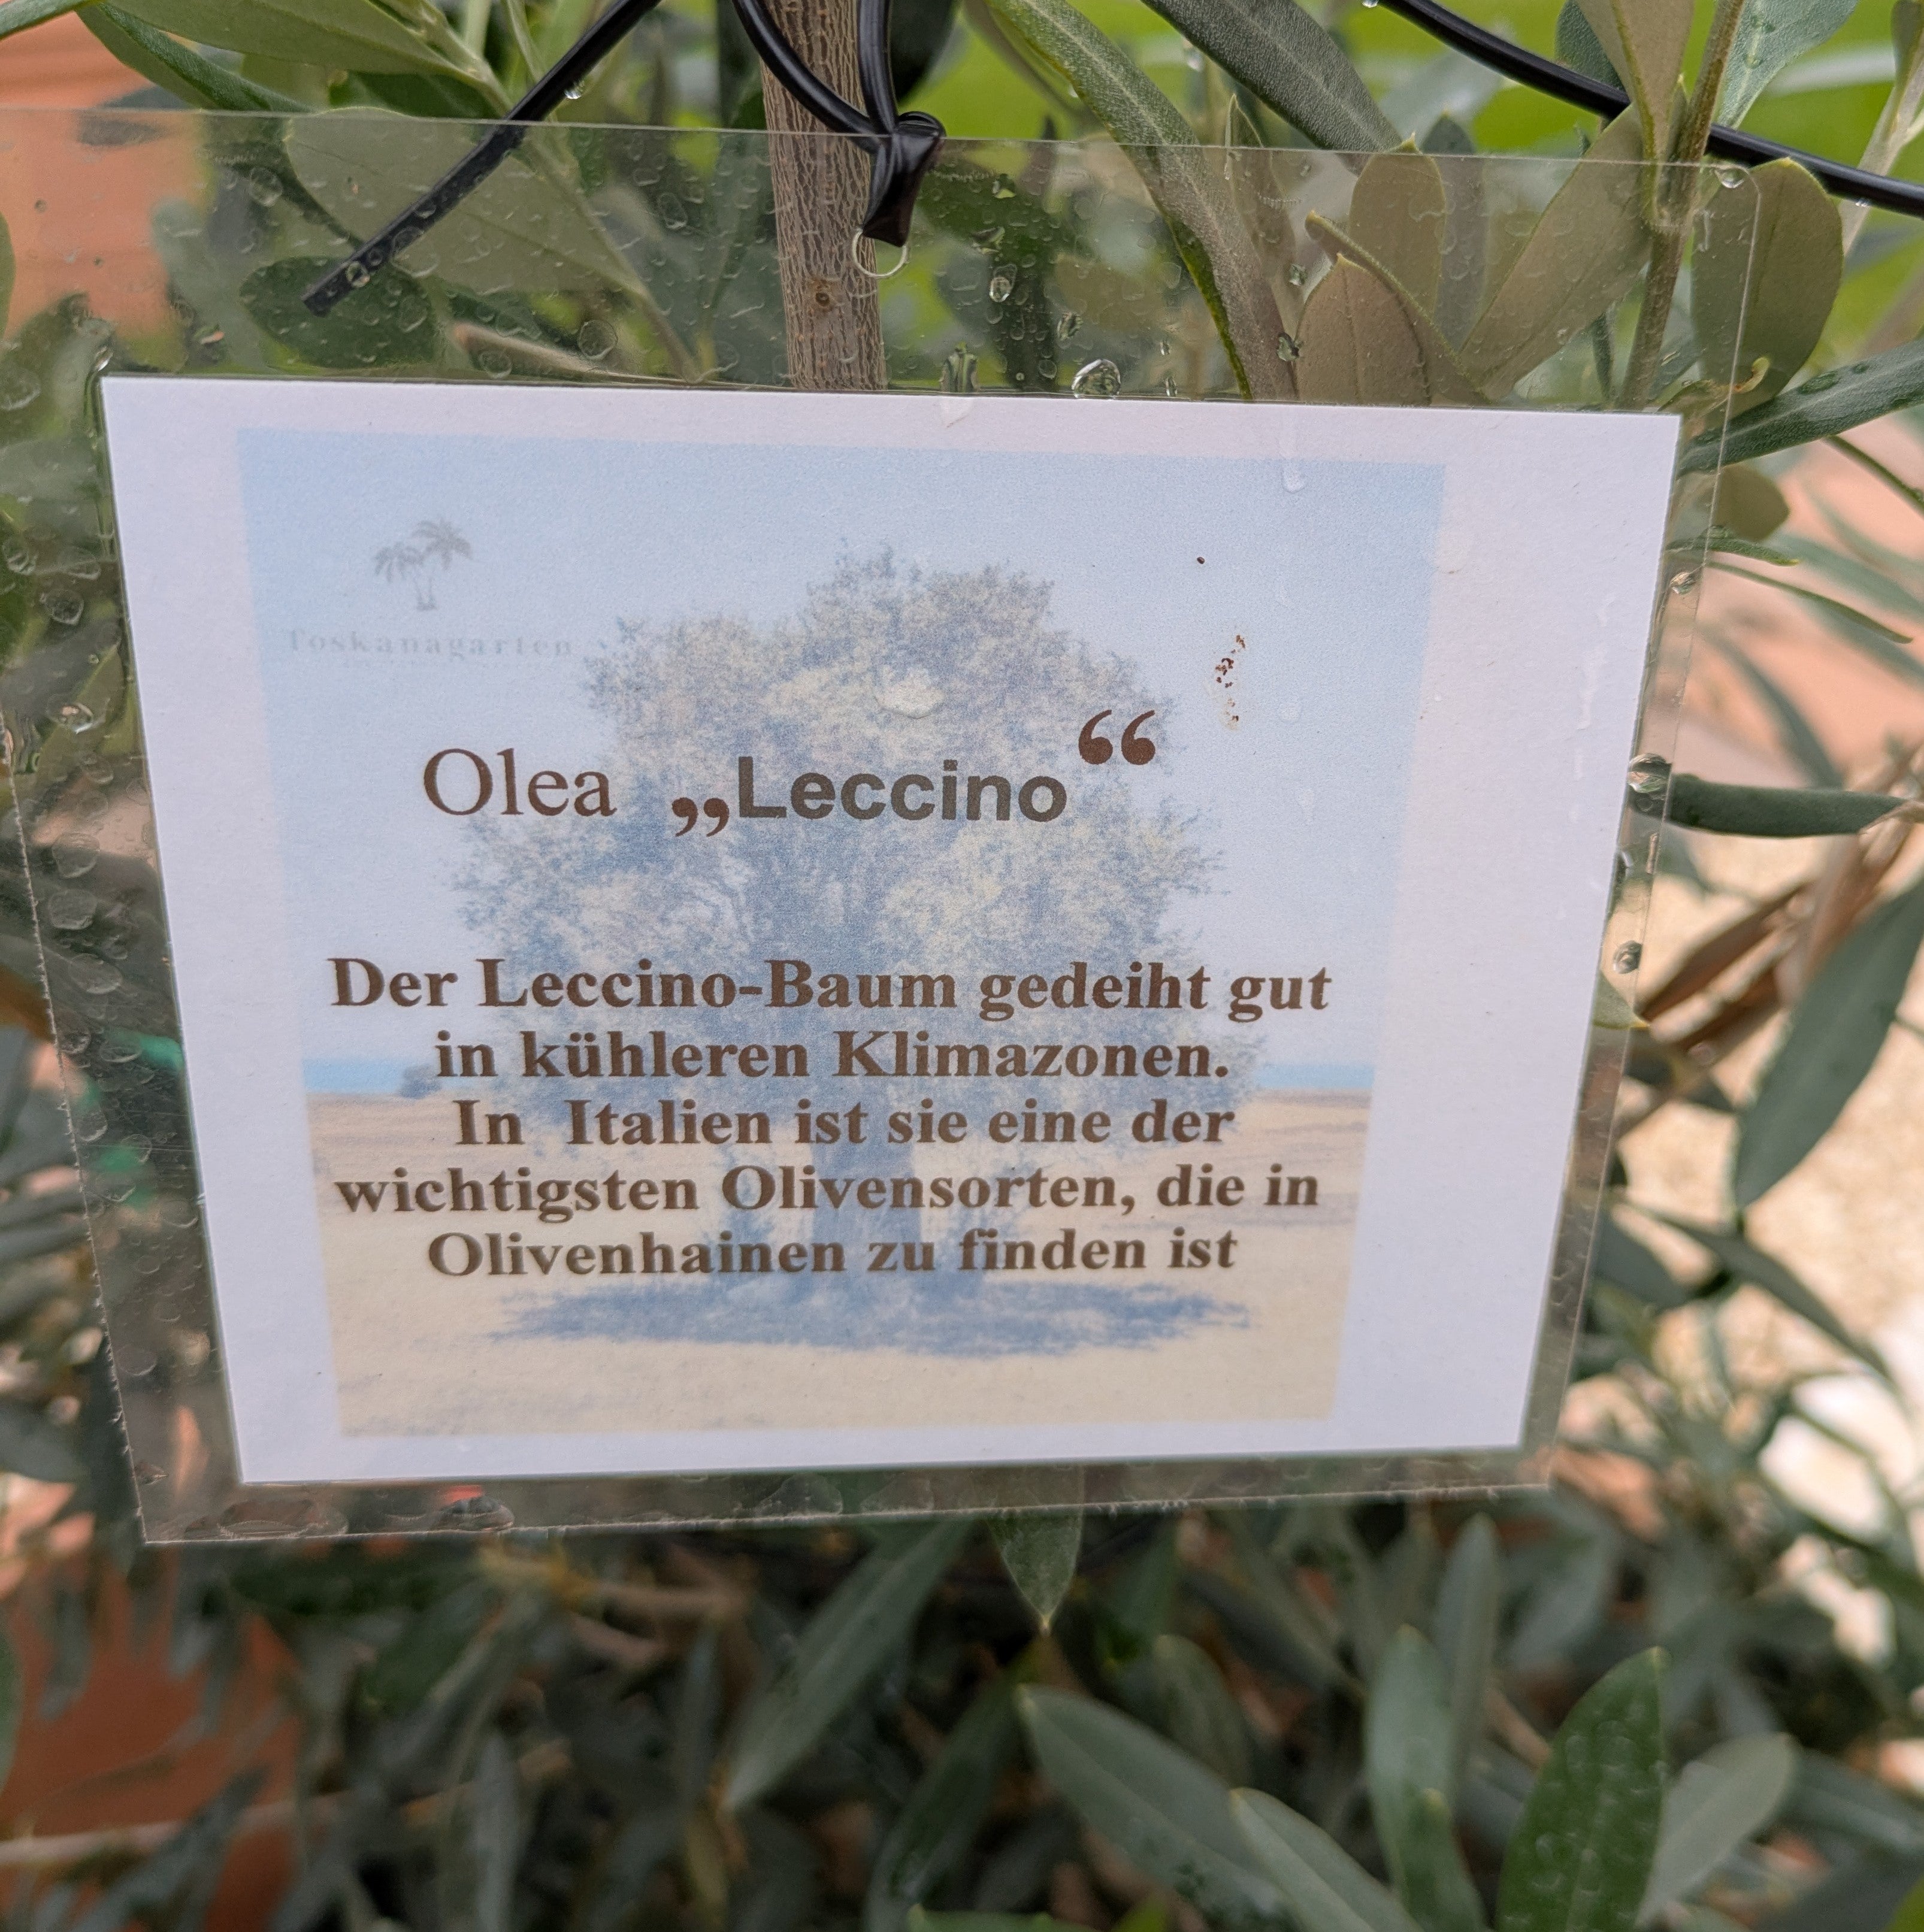 Toskanagarten
Olea „Leccino“
Der Leccino-Baum gedeiht gut
in kühleren Klimazonen.
In Italien ist sie eine der
wichtigsten Olivensorten, die in
Olivenhainen zu finden ist